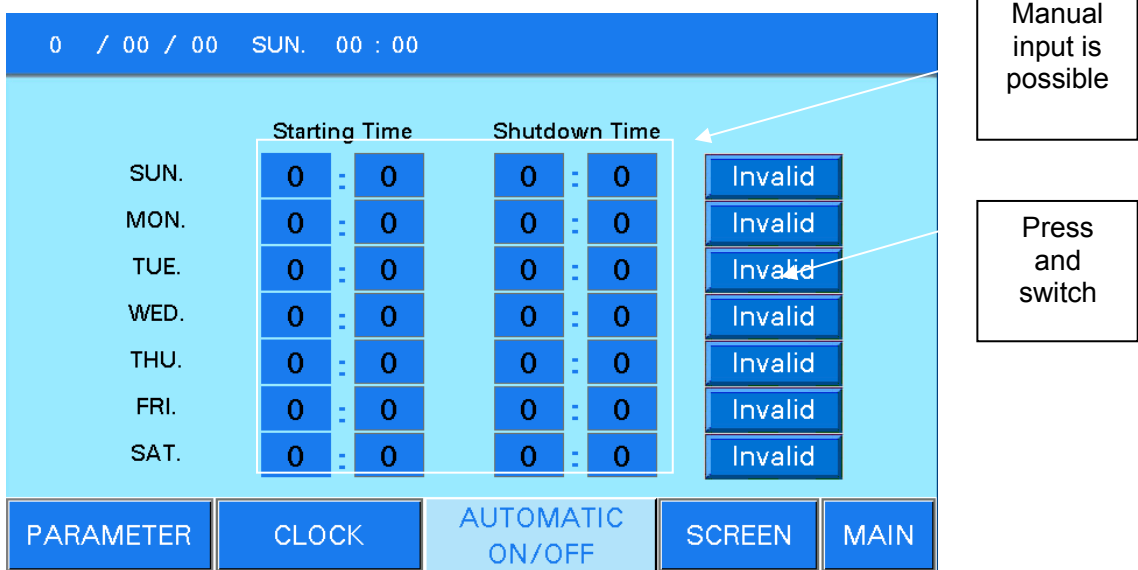 0 / 00 / 00 SUN. 00 : 00
Manual
input is
possible
Starting Time Shutdown Time
SUN. 0 : 0 0 : 0 Invalid
MON. 0 : 0 0 : 0 Invalid
TUE. 0 : 0 0 : 0 Invalid
WED. 0 : 0 0 : 0 Invalid
THU. 0 : 0 0 : 0 Invalid
FRI. 0 : 0 0 : 0 Invalid
SAT. 0 : 0 0 : 0 Invalid
Press
and
switch
PARAMETER CLOCK AUTOMATIC
ON/OFF SCREEN MAIN